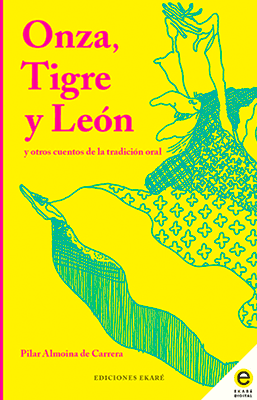 Onza,
Tigre
y León
y otros cuentos de la tradición oral
Pilar Almoina de Carrera
EDICIONES EKARÉ
e
EKARÉ
DIGITAL